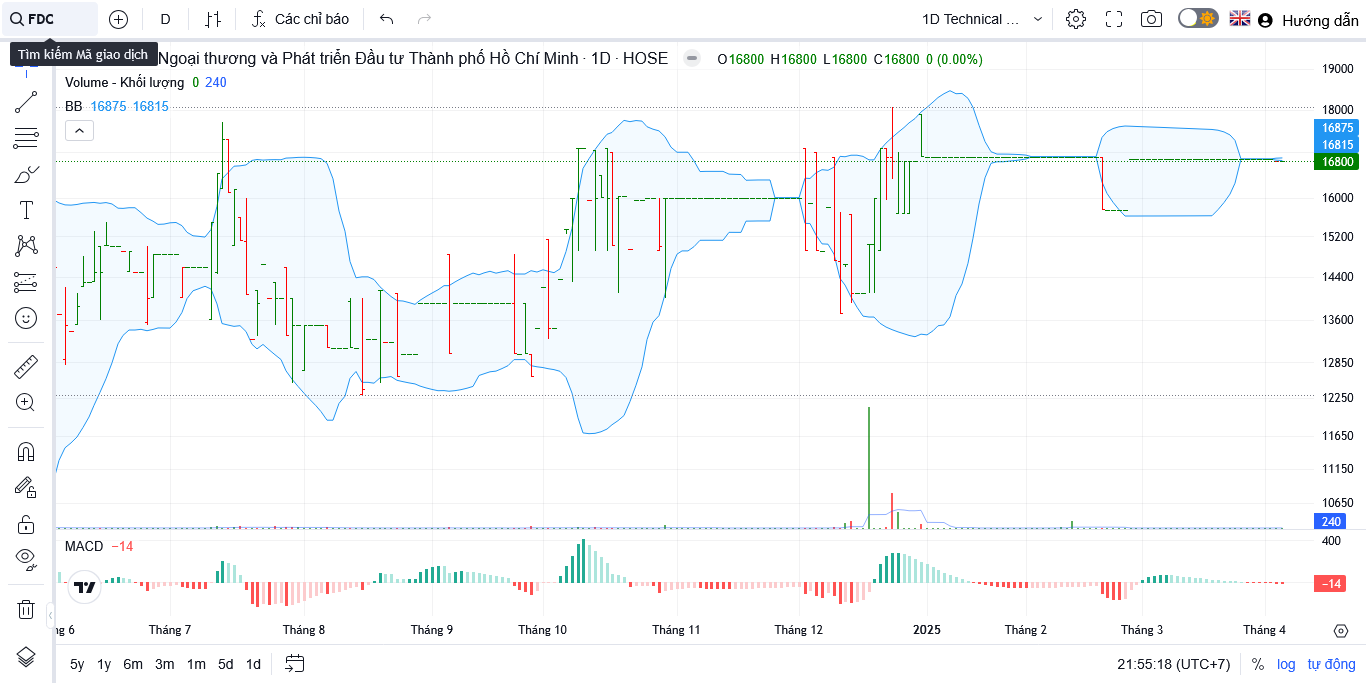 FDC
D
Các chỉ báo
1D Technical ...
Hướng dẫn
Tìm kiếm Mã giao dịch
Ngoại thương và Phát triển Đầu tư Thành phố Hồ Chí Minh · 1D · HOSE
O16800 H16800 L16800 C16800 0 (0.00%)
Volume - Khối lượng 0 240
BB 16875 16815
19000
18000
16875
16815
16800
16000
15200
14400
13600
12850
12250
11650
11150
10650
240
400
MACD −14
−14
ng 6
Tháng 7
Tháng 8
Tháng 9
Tháng 10
Tháng 11
Tháng 12
2025
Tháng 2
Tháng 3
Tháng 4
5y 1y 6m 3m 1m 5d 1d
21:55:18 (UTC+7)
% log tự động